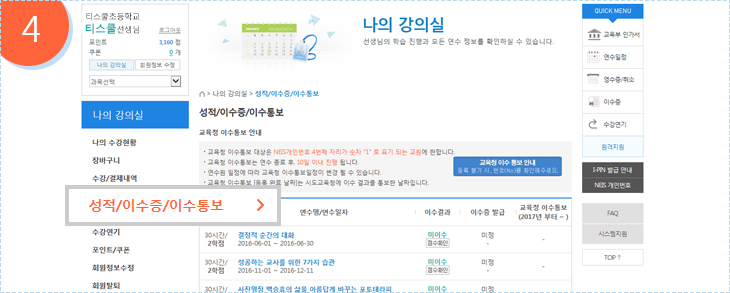 4
티스쿨초등학교
티스쿨선생님
로그아웃
포인트 3,160 점
쿠폰 0 개
나의 강의실
회원정보 수정
과목선택
나의 강의실
선생님의 학습 진행과 모든 연수 정보를 확인하실 수 있습니다.
나의 강의실
나의 수강현황
장바구니
수강/결제내역
성적/이수증/이수통보
수강연기
포인트/쿠폰
회원정보수정
회원탈퇴
> 나의 강의실 > 성적/이수증/이수통보
성적/이수증/이수통보
교육청 이수통보 안내
· 교육청 이수통보 대상은 NEIS개인번호 4번째 자리가 숫자 "1" 로 표기 되는 교원에 한합니다.
· 교육청 이수통보는 연수 종료 후, 10일 이내 진행 됩니다.
· 연수원 일정에 따라 교육청 이수통보일정이 변경 될 수 있습니다.
· 교육청 이수통보 [등록 완료 날짜]는 시도교육청에 이수 결과를 통보한 날짜입니다.
교육청 이수 통보 안내
등록 불가 시, 번호(No)를 확인해주세요.
연수명/연수일자
이수결과
이수증 발급
교육청 이수통보
(2017년 부터 ~ )
30시간/
2학점
결정적 순간의 대화
2016-06-01 ~ 2016-06-30
미이수
점수확인
미정
-
30시간/
2학점
성공하는 교사를 위한 7가지 습관
2016-11-01 ~ 2016-12-11
미이수
점수확인
미정
-
30시간/
사진명장 백승휴의 삶을 아름답게 바꾸는 포토테라피
미이수
미정
QUICK MENU
교육부 인가서
연수일정
영수증/취소
이수증
수강연기
원격지원
I-PIN 발급 안내
NEIS 개인번호
FAQ
시스템지원
TOP ↑